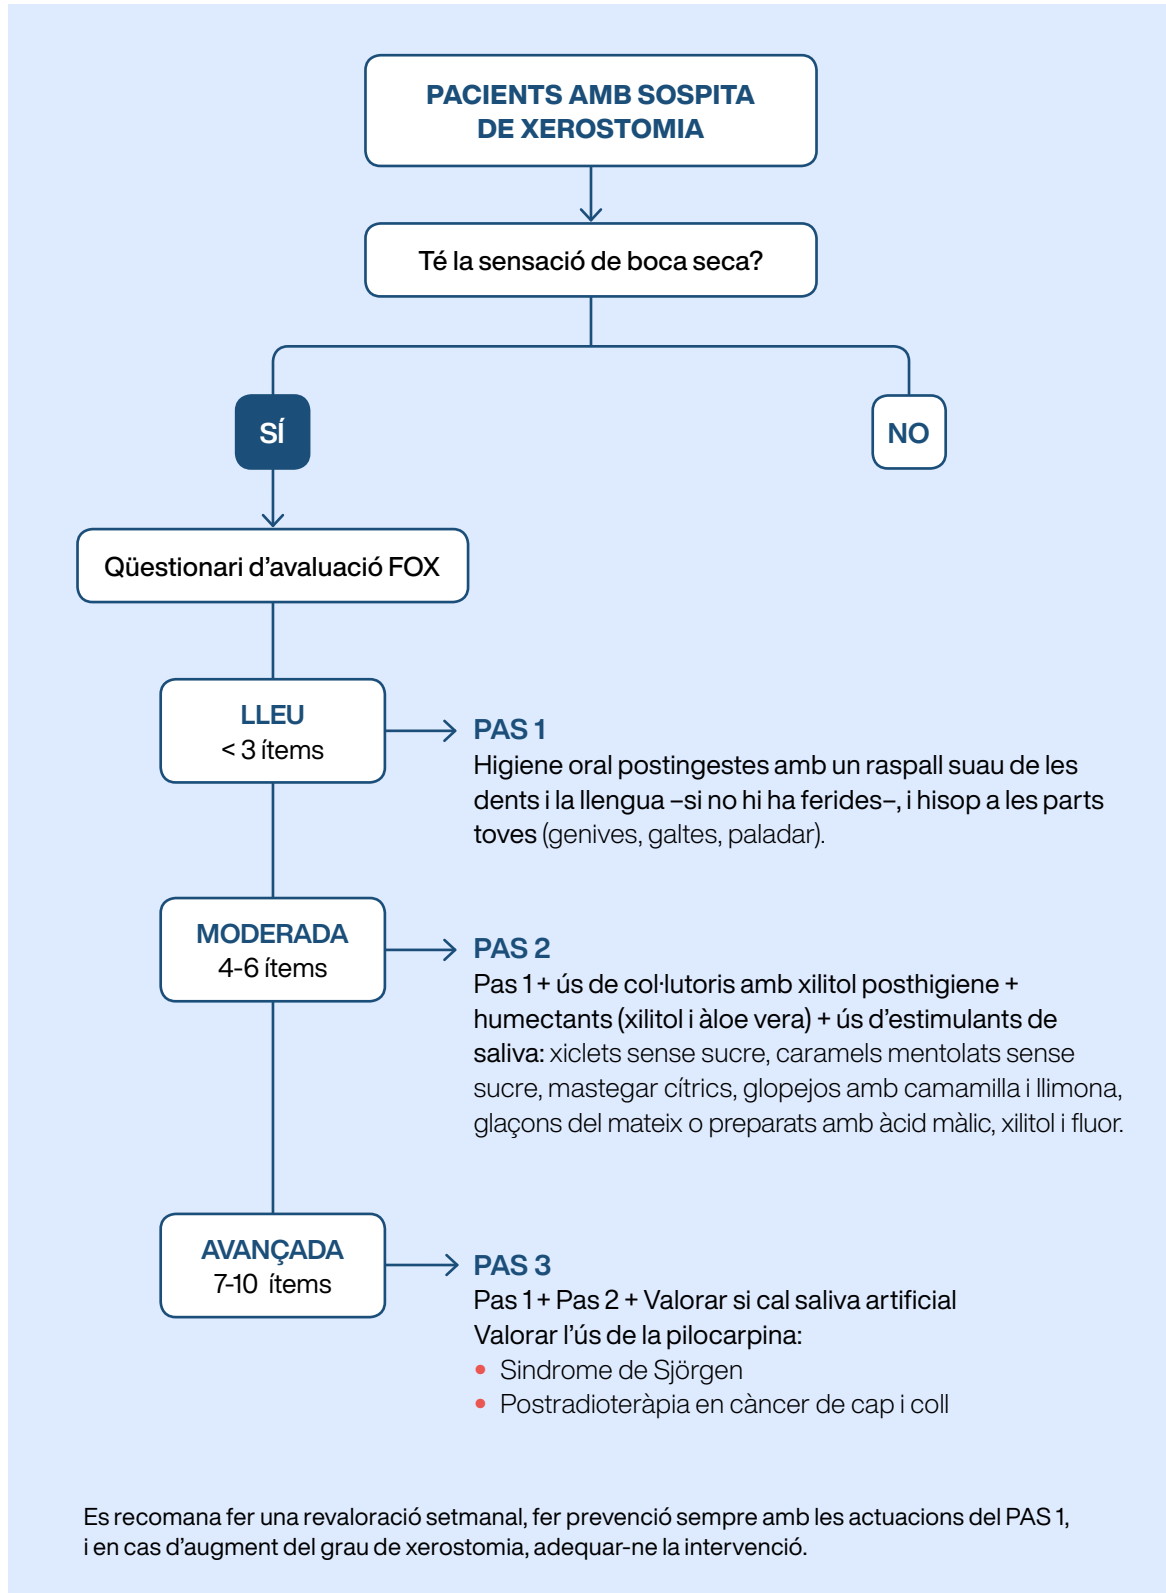 PACIENTS AMB SOSPITA
DE XEROSTOMIA
Té la sensació de boca seca?
SÍ
NO
Qüestionari d'avaluació FOX
LLEU
< 3 ítems
PAS 1
Higiene oral postingestes amb un raspall suau de les
dents i la llengua –si no hi ha ferides–, i hisop a les parts
toves (genives, galtes, paladar).
MODERADA
4-6 ítems
PAS 2
Pas 1 + ús de col·lutoris amb xilitol posthigiene +
humectants (xilitol i àloe vera) + ús d'estimulants de
saliva: xiclets sense sucre, caramels mentolats sense
sucre, mastegar cítrics, glopejos amb camamilla i llimona,
glaçons del mateix o preparats amb àcid màlic, xilitol i fluor.
AVANÇADA
7-10 ítems
PAS 3
Pas 1 + Pas 2 + Valorar si cal saliva artificial
Valorar l'ús de la pilocarpina:
• Sindrome de Sjörgen
• Postradioteràpia en càncer de cap i coll
Es recomana fer una revaloració setmanal, fer prevenció sempre amb les actuacions del PAS 1,
i en cas d'augment del grau de xerostomia, adequar-ne la intervenció.